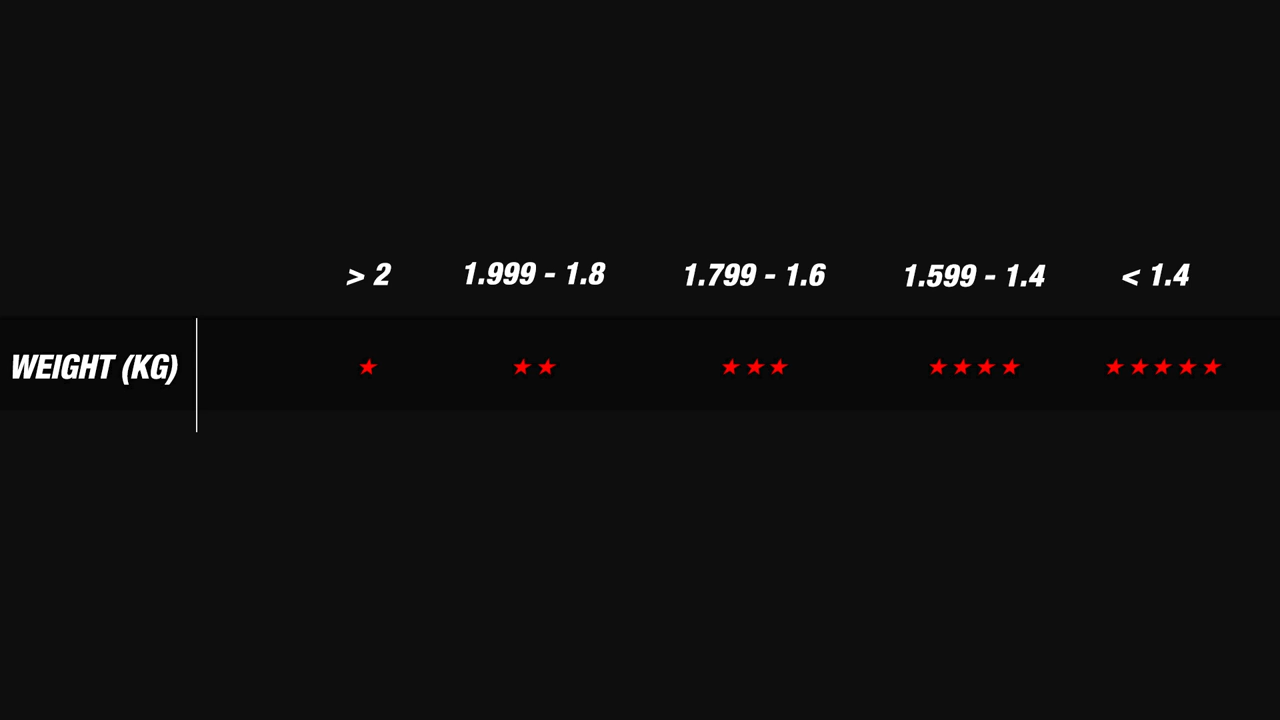 > 2 1.999 - 1.8 1.799 - 1.6 1.599 - 1.4 < 1.4
WEIGHT (KG) ★ ★★ ★★★ ★★★★ ★★★★★